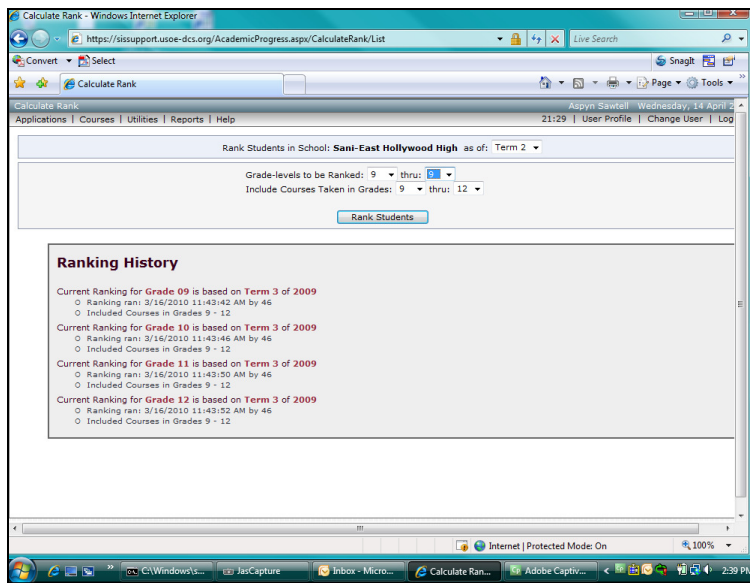 Calculate Rank - Windows Internet Explorer
https://sissupport.usoe-dcs.org/AcademicProgress.aspx/CalculateRank/List
Live Search
Convert Select
SnagIt
Calculate Rank
Page Tools
Calculate Rank
Aspyn Sawtell Wednesday, 14 April 2
Applications | Courses | Utilities | Reports | Help
21:29 | User Profile | Change User | Log
Rank Students in School: Sani-East Hollywood High as of: Term 2
Grade-levels to be Ranked: 9 thru: 9
Include Courses Taken in Grades: 9 thru: 12
Rank Students
Ranking History
Current Ranking for Grade 09 is based on Term 3 of 2009
Ranking ran: 3/16/2010 11:43:42 AM by 46
Included Courses in Grades 9 - 12
Current Ranking for Grade 10 is based on Term 3 of 2009
Ranking ran: 3/16/2010 11:43:46 AM by 46
Included Courses in Grades 9 - 12
Current Ranking for Grade 11 is based on Term 3 of 2009
Ranking ran: 3/16/2010 11:43:50 AM by 46
Included Courses in Grades 9 - 12
Current Ranking for Grade 12 is based on Term 3 of 2009
Ranking ran: 3/16/2010 11:43:52 AM by 46
Included Courses in Grades 9 - 12
Internet | Protected Mode: On
100%
C:\Windows\s...
JasCapture
Inbox - Micro...
Calculate Ran...
Adobe Captiv...
2:39 PM